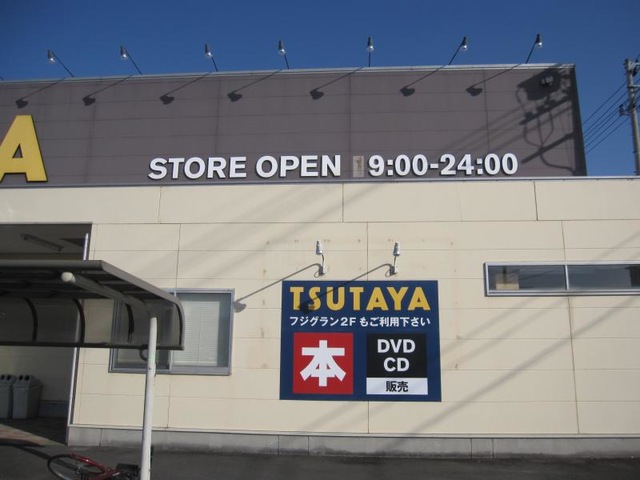 A
STORE OPEN 9:00-24:00
TSUTAYA
フジグラン2Fもご利用下さい
本
DVD
CD
販売